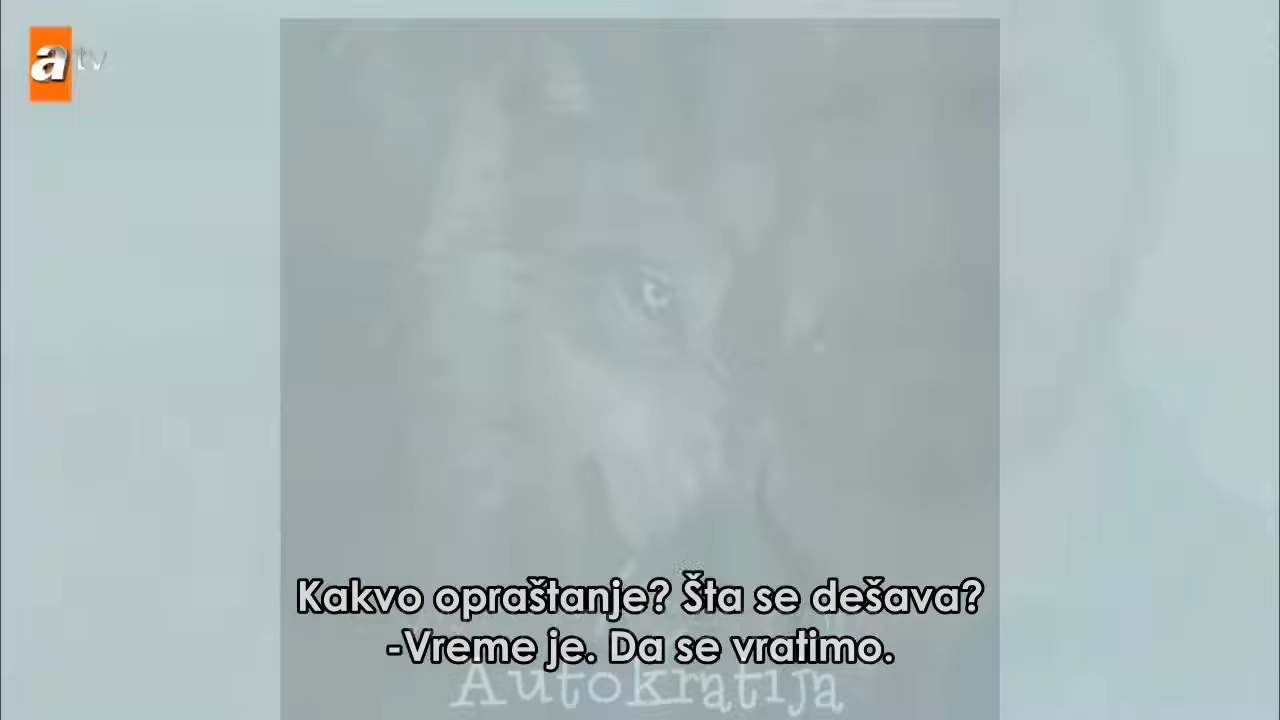 atv
Kakvo opraštanje? Šta se dešava?
-Vreme je. Da se vratimo.
Autokratija